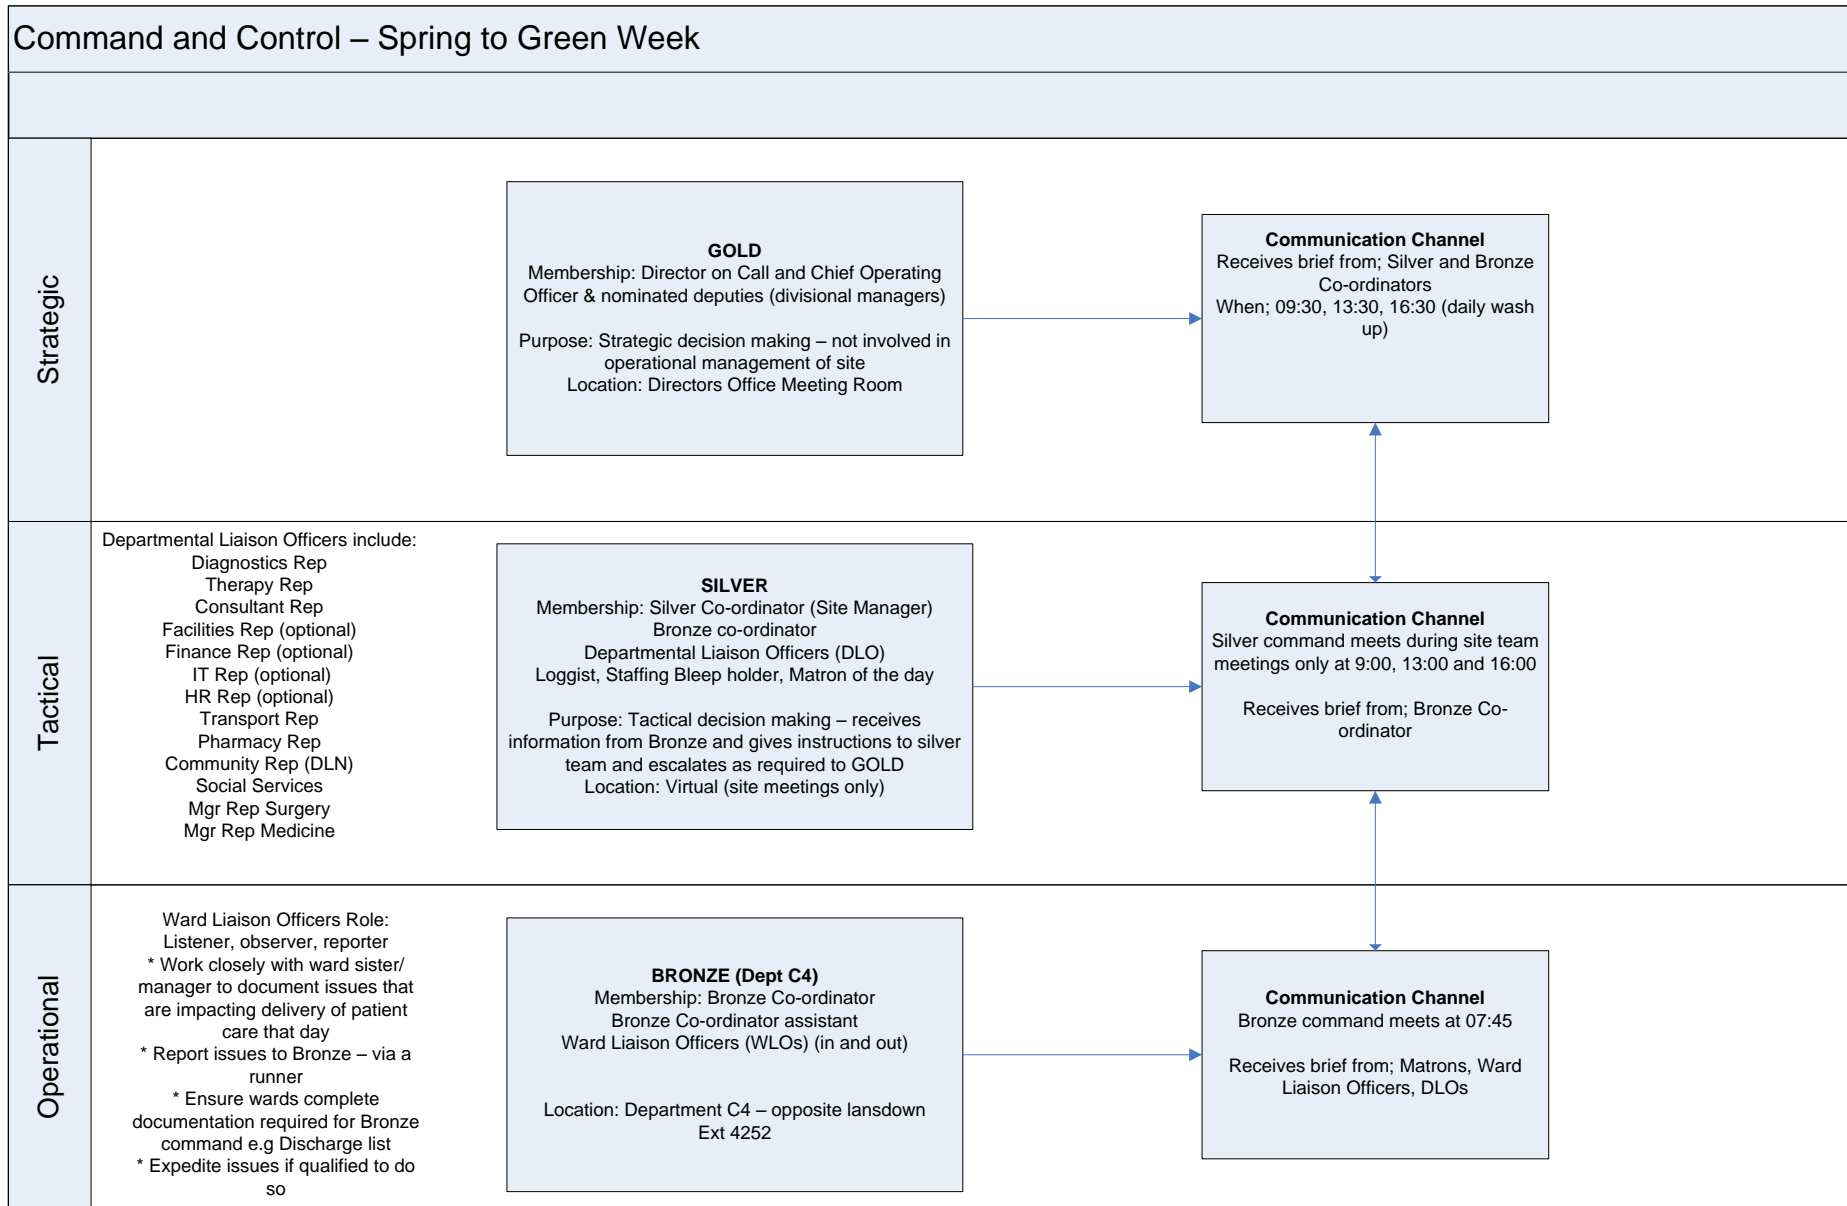 Command and Control – Spring to Green Week
Strategic
GOLD
Membership: Director on Call and Chief Operating
Officer & nominated deputies (divisional managers)
Purpose: Strategic decision making – not involved in
operational management of site
Location: Directors Office Meeting Room
Communication Channel
Receives brief from; Silver and Bronze
Co-ordinators
When; 09:30, 13:30, 16:30 (daily wash
up)
Tactical
Departmental Liaison Officers include:
Diagnostics Rep
Therapy Rep
Consultant Rep
Facilities Rep (optional)
Finance Rep (optional)
IT Rep (optional)
HR Rep (optional)
Transport Rep
Pharmacy Rep
Community Rep (DLN)
Social Services
Mgr Rep Surgery
Mgr Rep Medicine
SILVER
Membership: Silver Co-ordinator (Site Manager)
Bronze co-ordinator
Departmental Liaison Officers (DLO)
Loggist, Staffing Bleep holder, Matron of the day
Purpose: Tactical decision making – receives
information from Bronze and gives instructions to silver
team and escalates as required to GOLD
Location: Virtual (site meetings only)
Communication Channel
Silver command meets during site team
meetings only at 9:00, 13:00 and 16:00
Receives brief from; Bronze Co-
ordinator
Operational
Ward Liaison Officers Role:
Listener, observer, reporter
* Work closely with ward sister/
manager to document issues that
are impacting delivery of patient
care that day
* Report issues to Bronze – via a
runner
* Ensure wards complete
documentation required for Bronze
command e.g Discharge list
* Expedite issues if qualified to do
so
BRONZE (Dept C4)
Membership: Bronze Co-ordinator
Bronze Co-ordinator assistant
Ward Liaison Officers (WLOs) (in and out)
Location: Department C4 – opposite lansdown
Ext 4252
Communication Channel
Bronze command meets at 07:45
Receives brief from; Matrons, Ward
Liaison Officers, DLOs